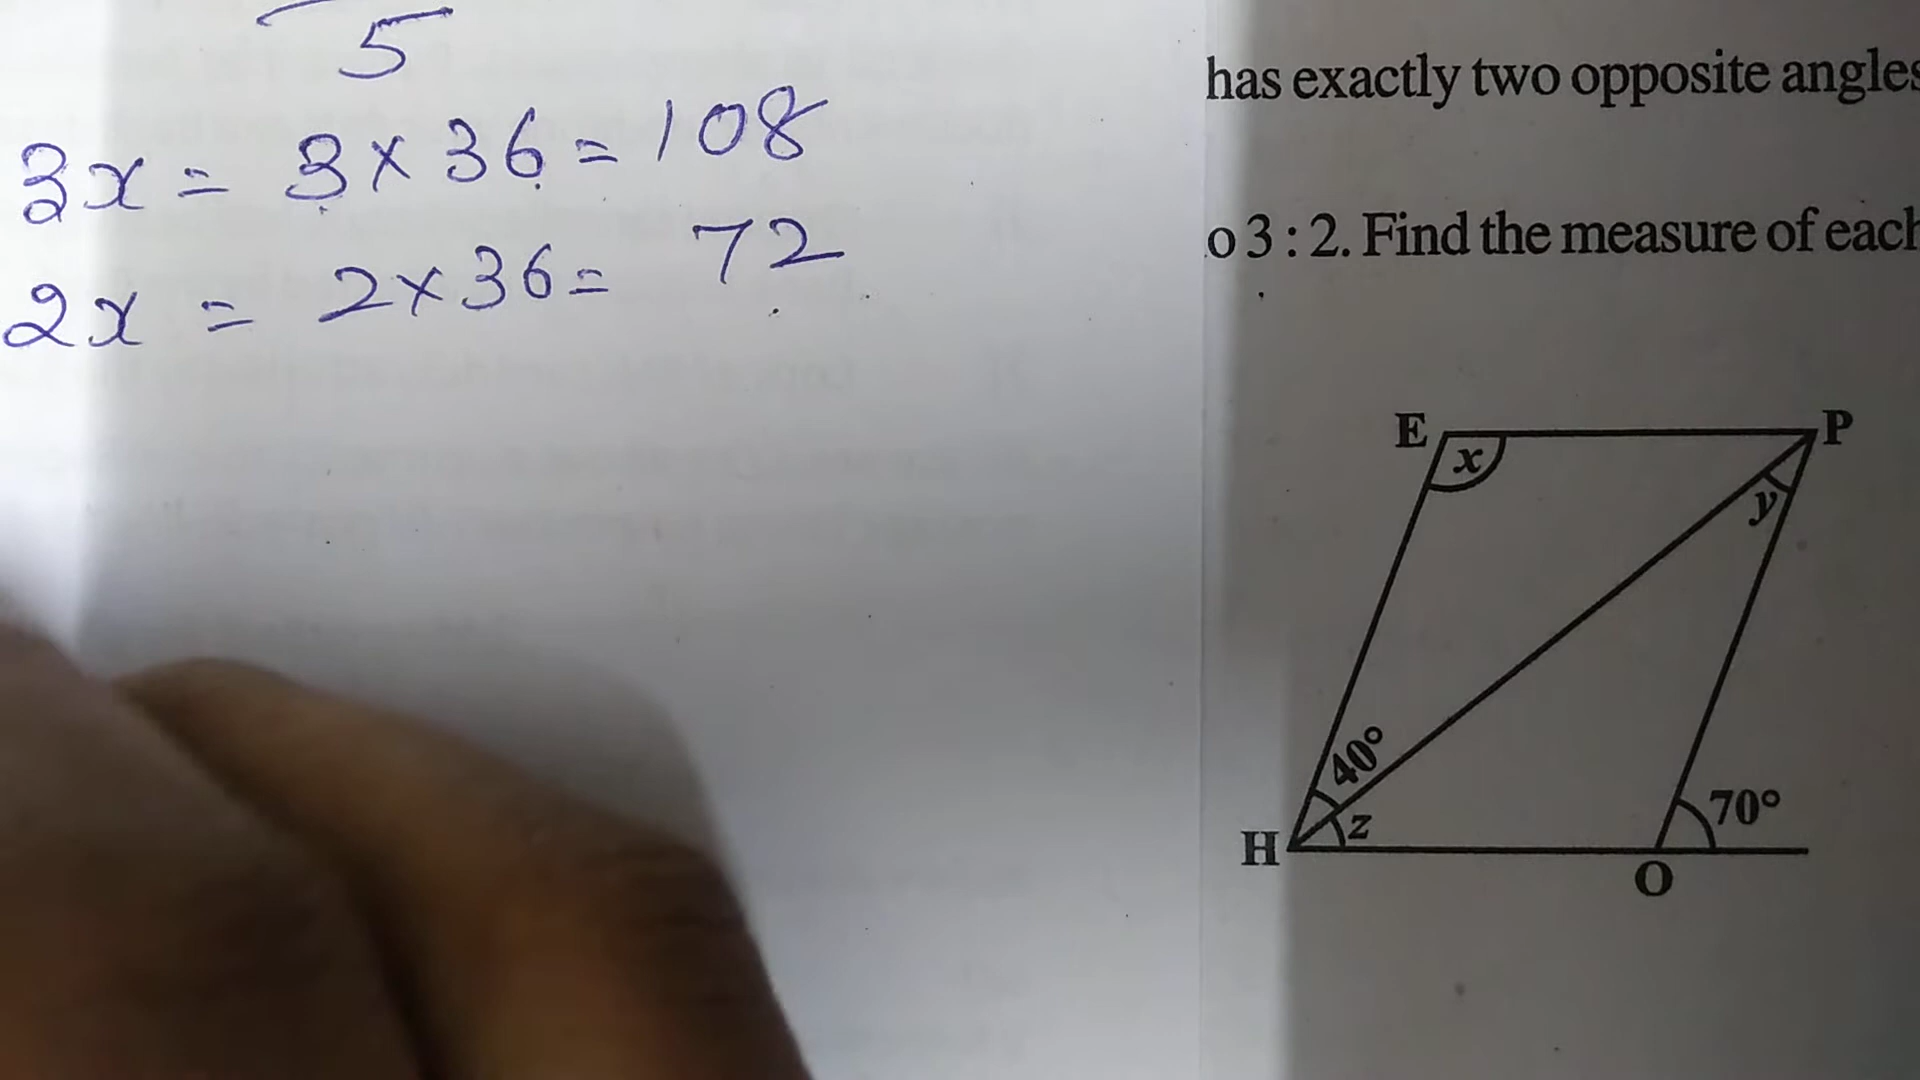 5
3x = 3 × 36 = 108
2x = 2 × 36 = 72
has exactly two opposite angles
o 3 : 2. Find the measure of each
E
P
x
y
40°
z
70°
H
O